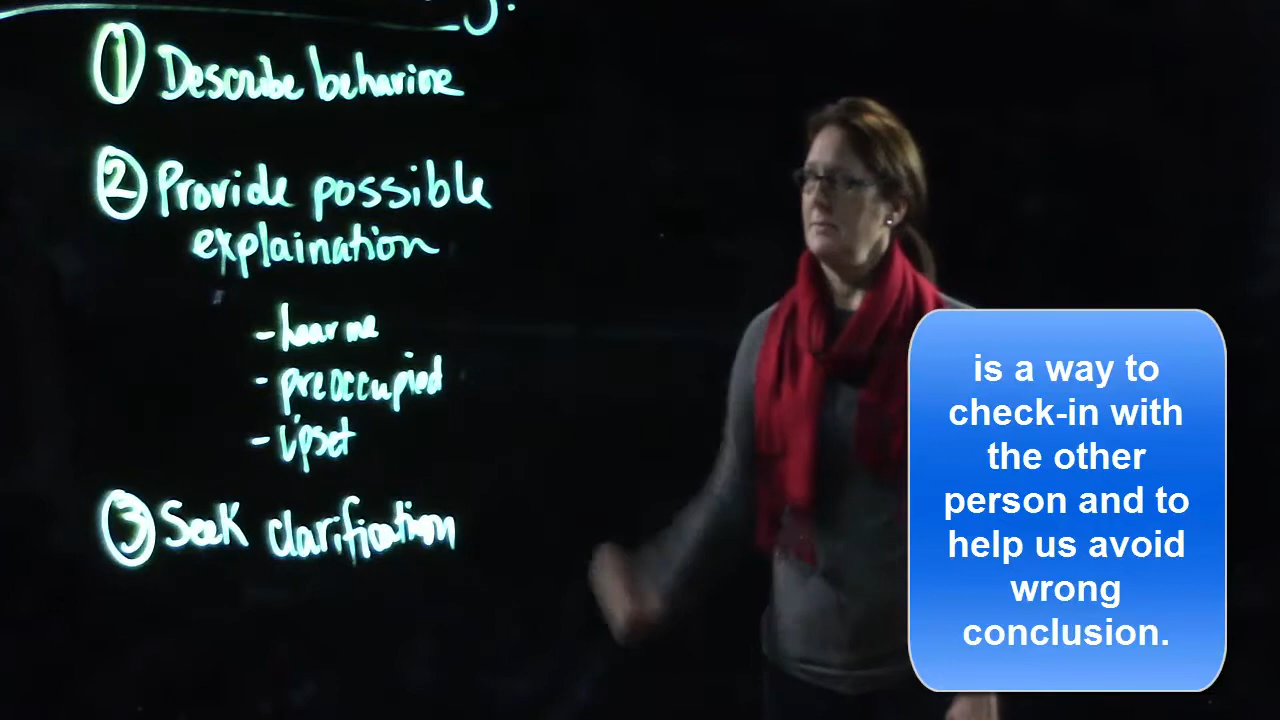 ① Describe behavior
② Provide possible
explaination
- hear me
- preoccupied
- upset
③ Seek clarification
is a way to
check-in with
the other
person and to
help us avoid
wrong
conclusion.